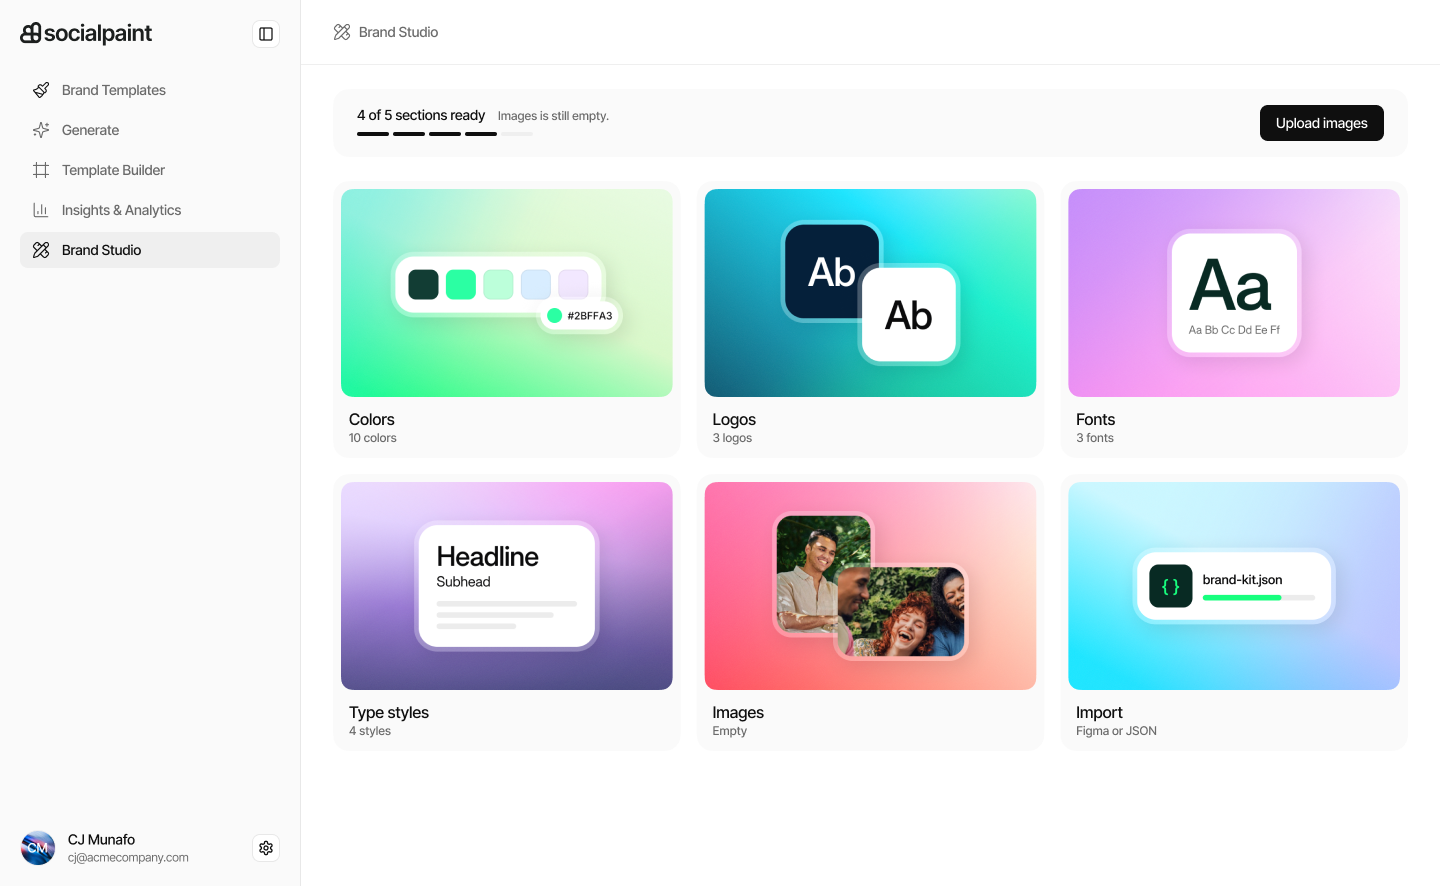 socialpaint
Brand Templates
Generate
Template Builder
Insights & Analytics
Brand Studio
CJ Munafo
cj@acmecompany.com
Brand Studio
4 of 5 sections ready Images is still empty.
Upload images
#2BFFA3
Colors
10 colors
Ab
Ab
Logos
3 logos
Aa
Aa Bb Cc Dd Ee Ff
Fonts
3 fonts
Headline
Subhead
Type styles
4 styles
Images
Empty
{ }
brand-kit.json
Import
Figma or JSON
CM